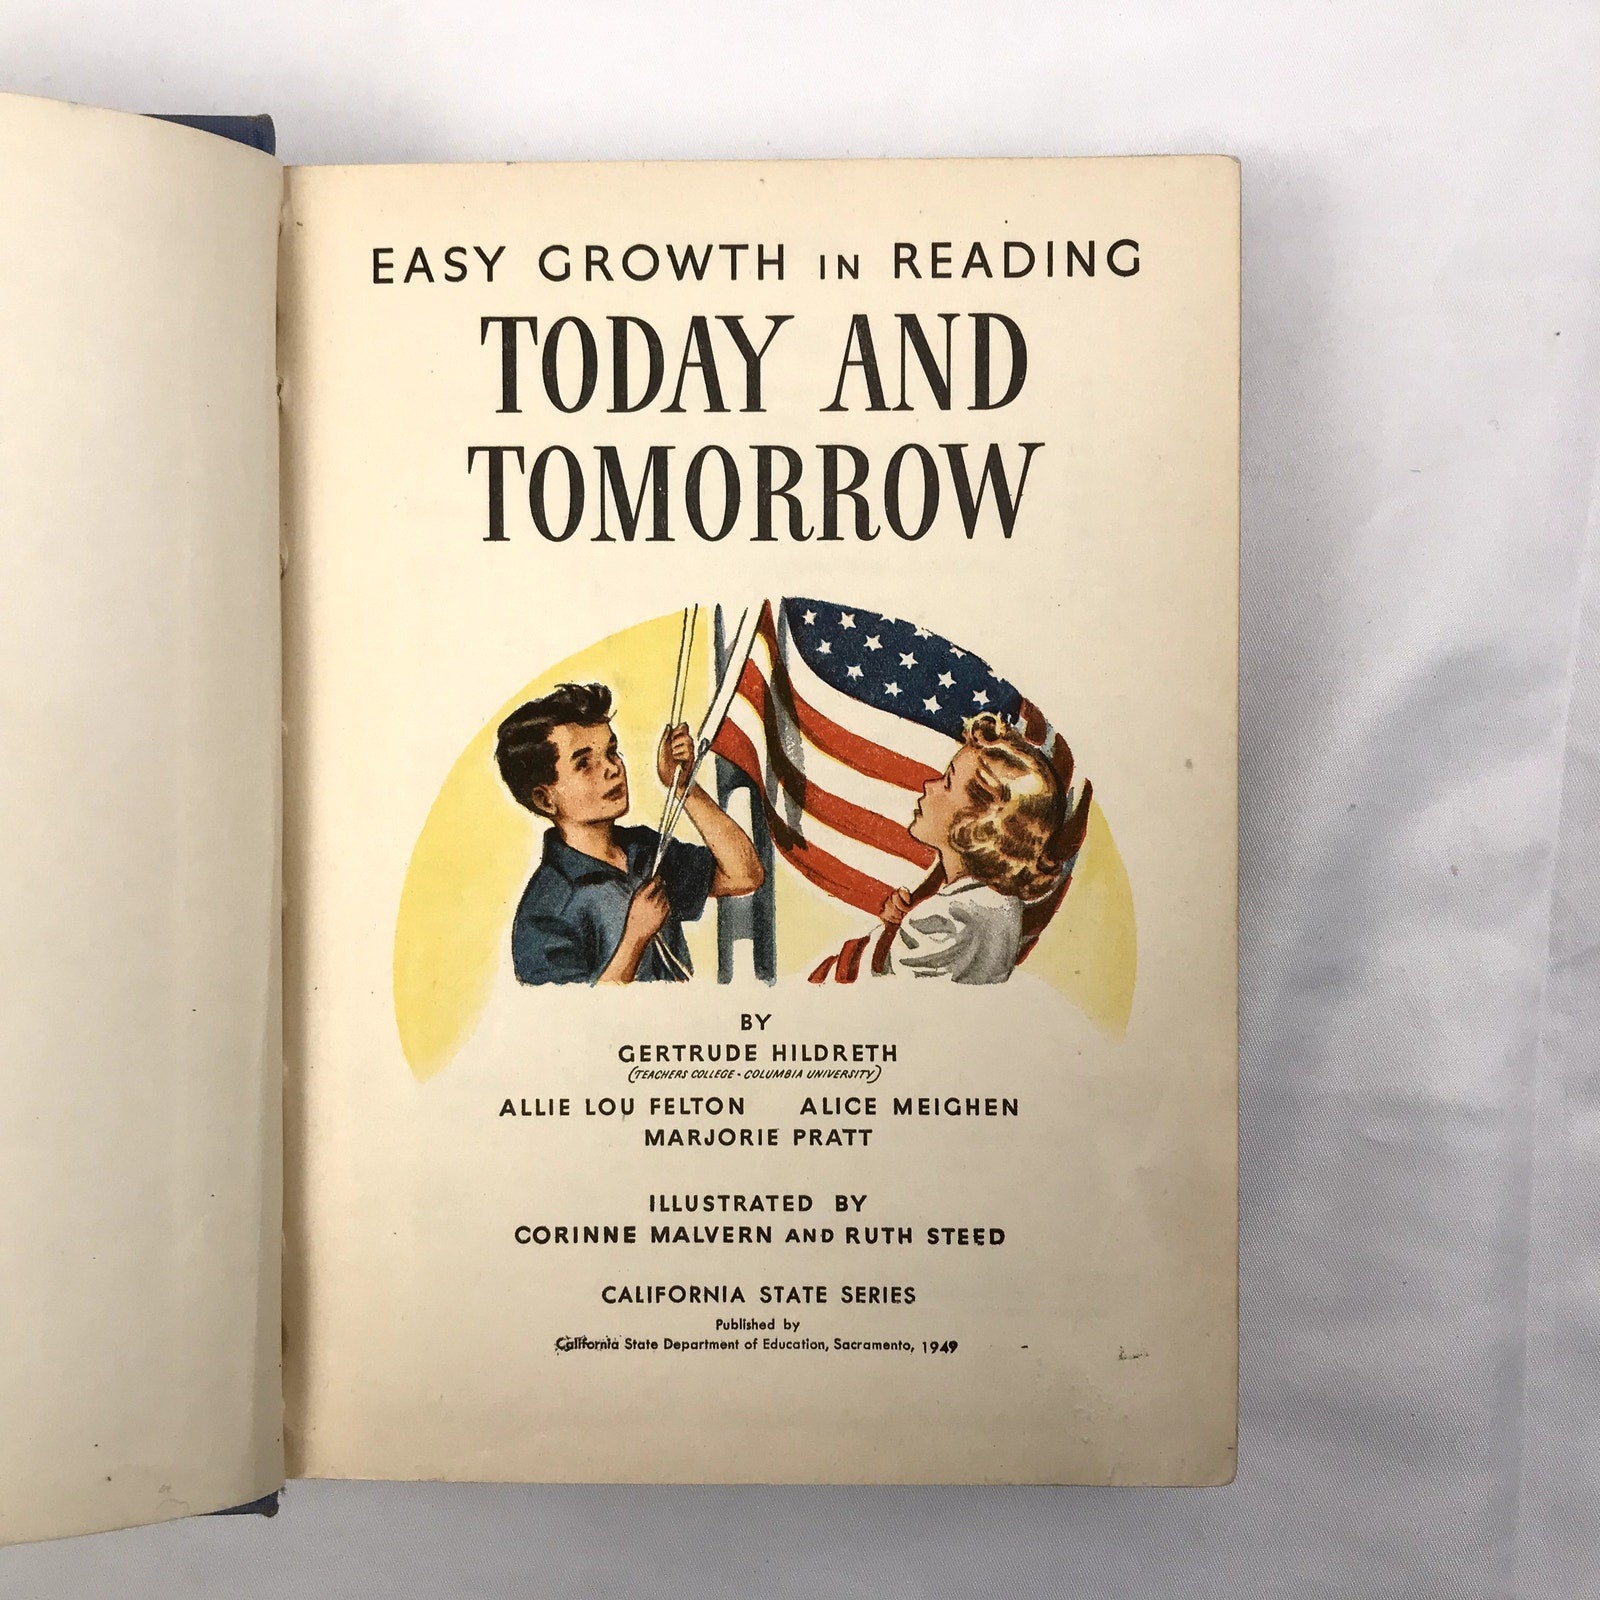 EASY GROWTH IN READING
TODAY AND
TOMORROW
BY
GERTRUDE HILDRETH
(TEACHERS COLLEGE - COLUMBIA UNIVERSITY)
ALLIE LOU FELTON ALICE MEIGHEN
MARJORIE PRATT
ILLUSTRATED BY
CORINNE MALVERN AND RUTH STEED
CALIFORNIA STATE SERIES
Published by
California State Department of Education, Sacramento, 1949